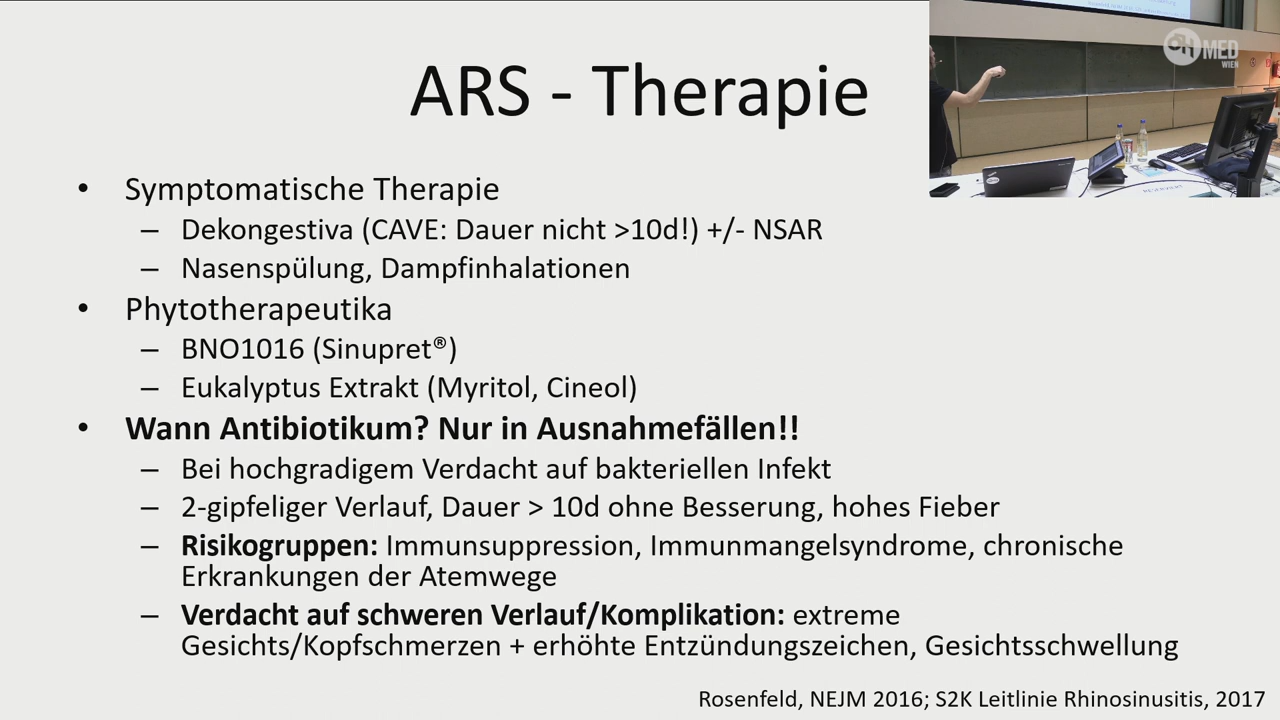 ARS - Therapie
• Symptomatische Therapie
– Dekongestiva (CAVE: Dauer nicht >10d!) +/- NSAR
– Nasenspülung, Dampfinhalationen
• Phytotherapeutika
– BNO1016 (Sinupret®)
– Eukalyptus Extrakt (Myritol, Cineol)
• Wann Antibiotikum? Nur in Ausnahmefällen!!
– Bei hochgradigem Verdacht auf bakteriellen Infekt
– 2-gipfeliger Verlauf, Dauer > 10d ohne Besserung, hohes Fieber
– Risikogruppen: Immunsuppression, Immunmangelsyndrome, chronische
Erkrankungen der Atemwege
– Verdacht auf schweren Verlauf/Komplikation: extreme
Gesichts/Kopfschmerzen + erhöhte Entzündungszeichen, Gesichtsschwellung
Rosenfeld, NEJM 2016; S2K Leitlinie Rhinosinusitis, 2017
MED
WIEN